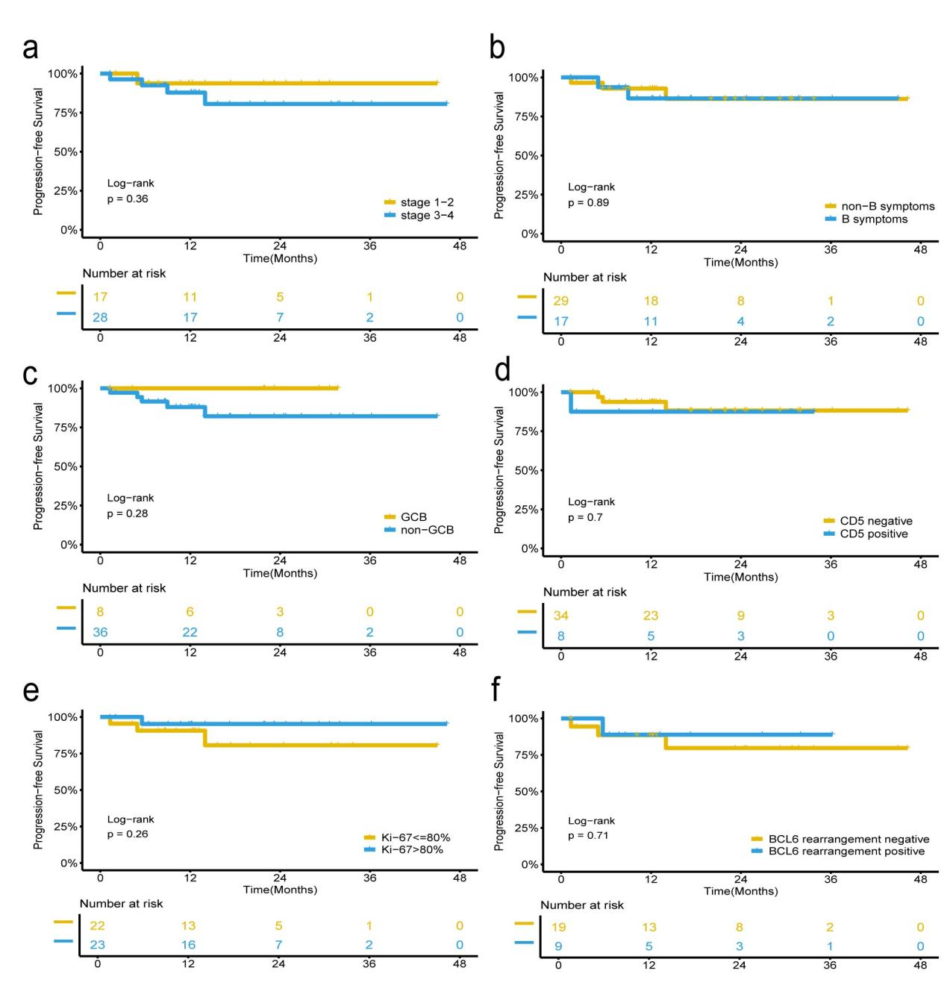 a
Progression-free Survival
100%
75%
50%
25%
0%
Log-rank
p = 0.36
stage 1-2
stage 3-4
0 12 24 36 48
Time(Months)
Number at risk
17 11 5 1 0
28 17 7 2 0
0 12 24 36 48
b
Progression-free Survival
100%
75%
50%
25%
0%
Log-rank
p = 0.89
non-B symptoms
B symptoms
0 12 24 36 48
Time(Months)
Number at risk
29 18 8 1 0
17 11 4 2 0
0 12 24 36 48
c
Progression-free Survival
100%
75%
50%
25%
0%
Log-rank
p = 0.28
GCB
non-GCB
0 12 24 36 48
Time(Months)
Number at risk
8 6 3 0 0
36 22 8 2 0
0 12 24 36 48
d
Progression-free Survival
100%
75%
50%
25%
0%
Log-rank
p = 0.7
CD5 negative
CD5 positive
0 12 24 36 48
Time(Months)
Number at risk
34 23 9 3 0
8 5 3 0 0
0 12 24 36 48
e
Progression-free Survival
100%
75%
50%
25%
0%
Log-rank
p = 0.26
Ki-67<=80%
Ki-67>80%
0 12 24 36 48
Time(Months)
Number at risk
22 13 5 1 0
23 16 7 2 0
0 12 24 36 48
f
Progression-free Survival
100%
75%
50%
25%
0%
Log-rank
p = 0.71
BCL6 rearrangement negative
BCL6 rearrangement positive
0 12 24 36 48
Time(Months)
Number at risk
19 13 8 2 0
9 5 3 1 0
0 12 24 36 48